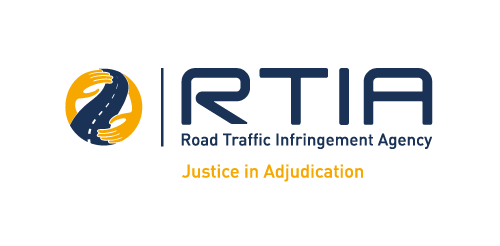 RTIA
Road Traffic Infringement Agency
Justice in Adjudication